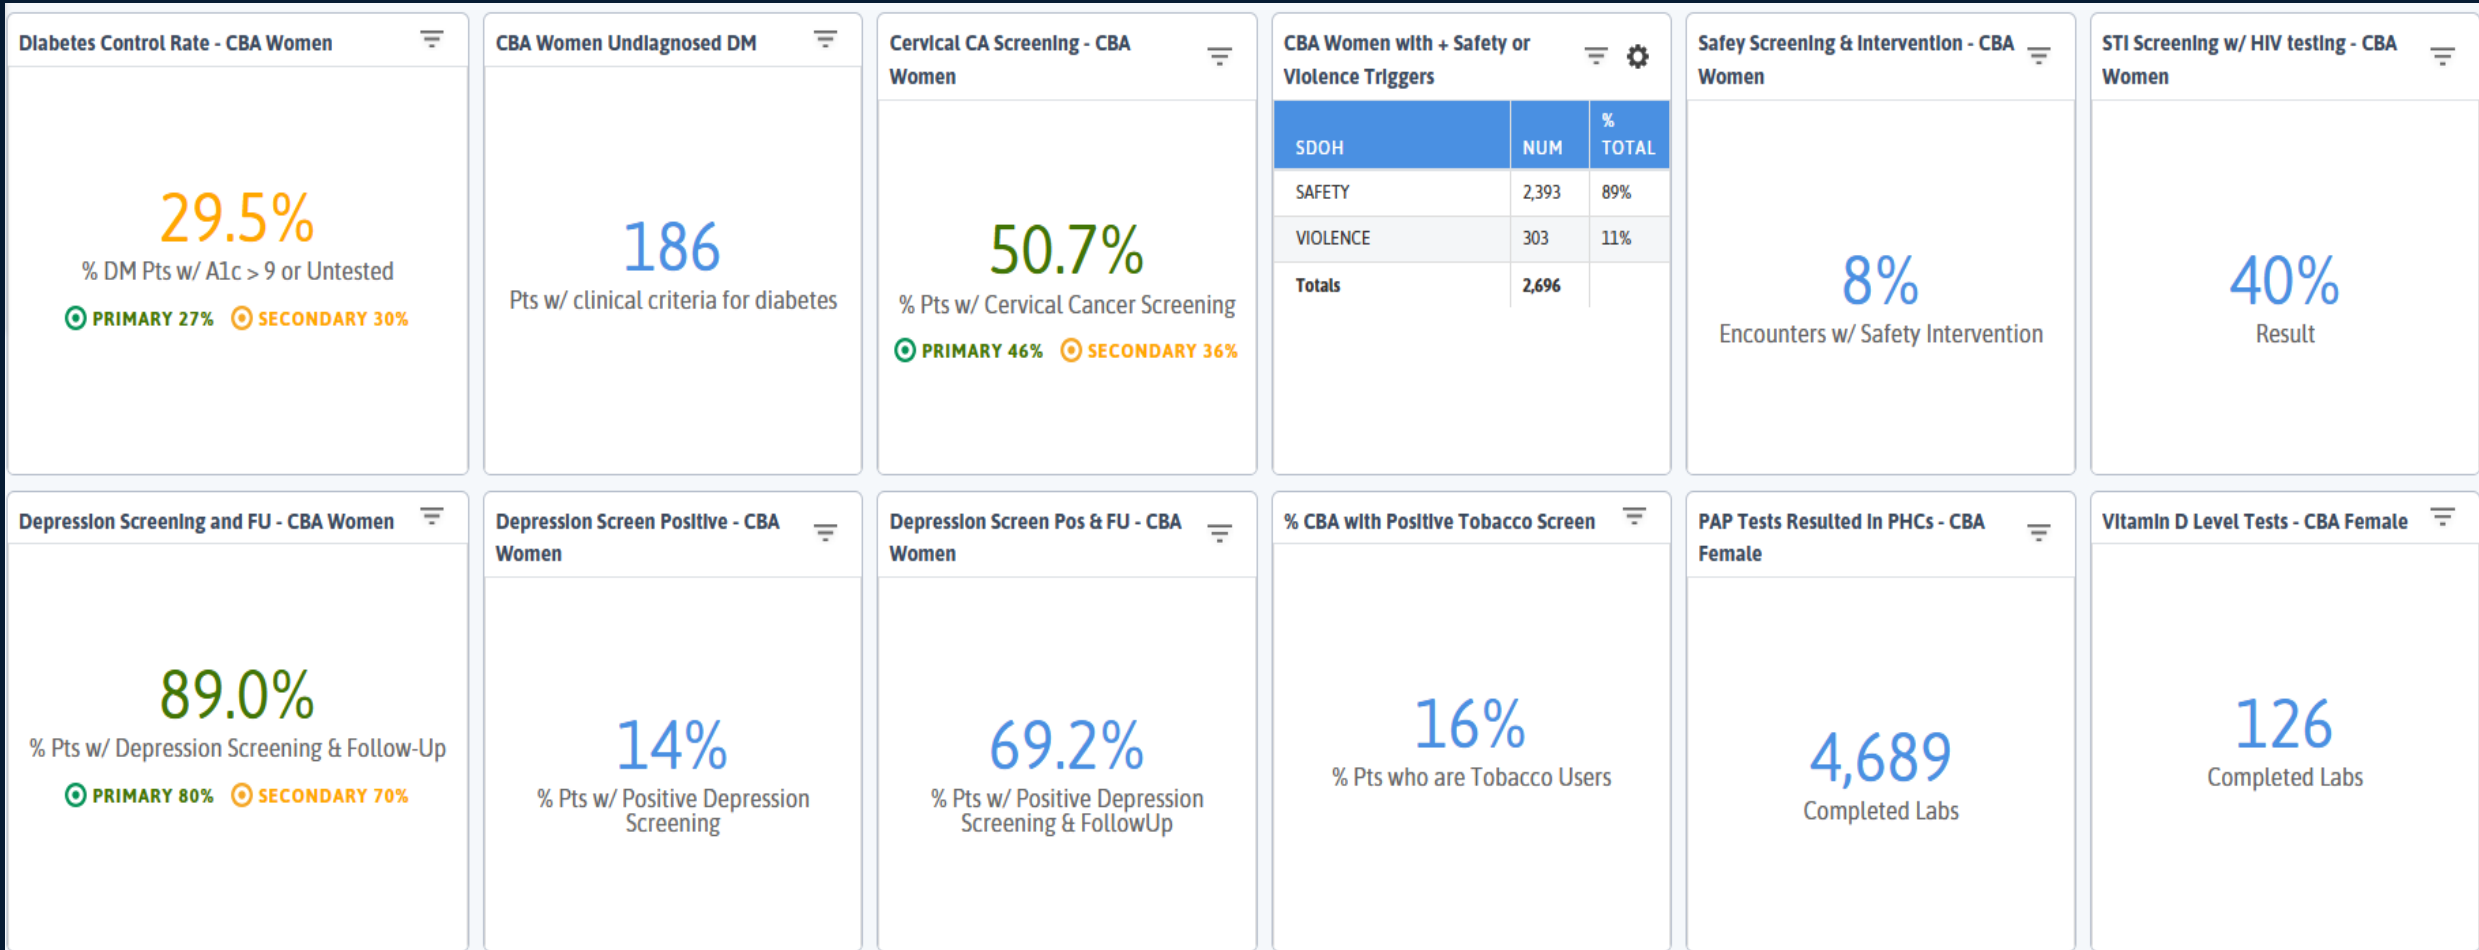 Diabetes Control Rate - CBA Women
29.5%
% DM Pts w/ A1c > 9 or Untested
PRIMARY 27% SECONDARY 30%
CBA Women Undiagnosed DM
186
Pts w/ clinical criteria for diabetes
Cervical CA Screening - CBA
Women
50.7%
% Pts w/ Cervical Cancer Screening
PRIMARY 46% SECONDARY 36%
CBA Women with + Safety or
Violence Triggers
SDOH NUM % TOTAL
SAFETY 2,393 89%
VIOLENCE 303 11%
Totals 2,696
Safey Screening & Intervention - CBA
Women
8%
Encounters w/ Safety Intervention
STI Screening w/ HIV testing - CBA
Women
40%
Result
Depression Screening and FU - CBA Women
89.0%
% Pts w/ Depression Screening & Follow-Up
PRIMARY 80% SECONDARY 70%
Depression Screen Positive - CBA
Women
14%
% Pts w/ Positive Depression
Screening
Depression Screen Pos & FU - CBA
Women
69.2%
% Pts w/ Positive Depression
Screening & FollowUp
% CBA with Positive Tobacco Screen
16%
% Pts who are Tobacco Users
PAP Tests Resulted in PHCs - CBA
Female
4,689
Completed Labs
Vitamin D Level Tests - CBA Female
126
Completed Labs